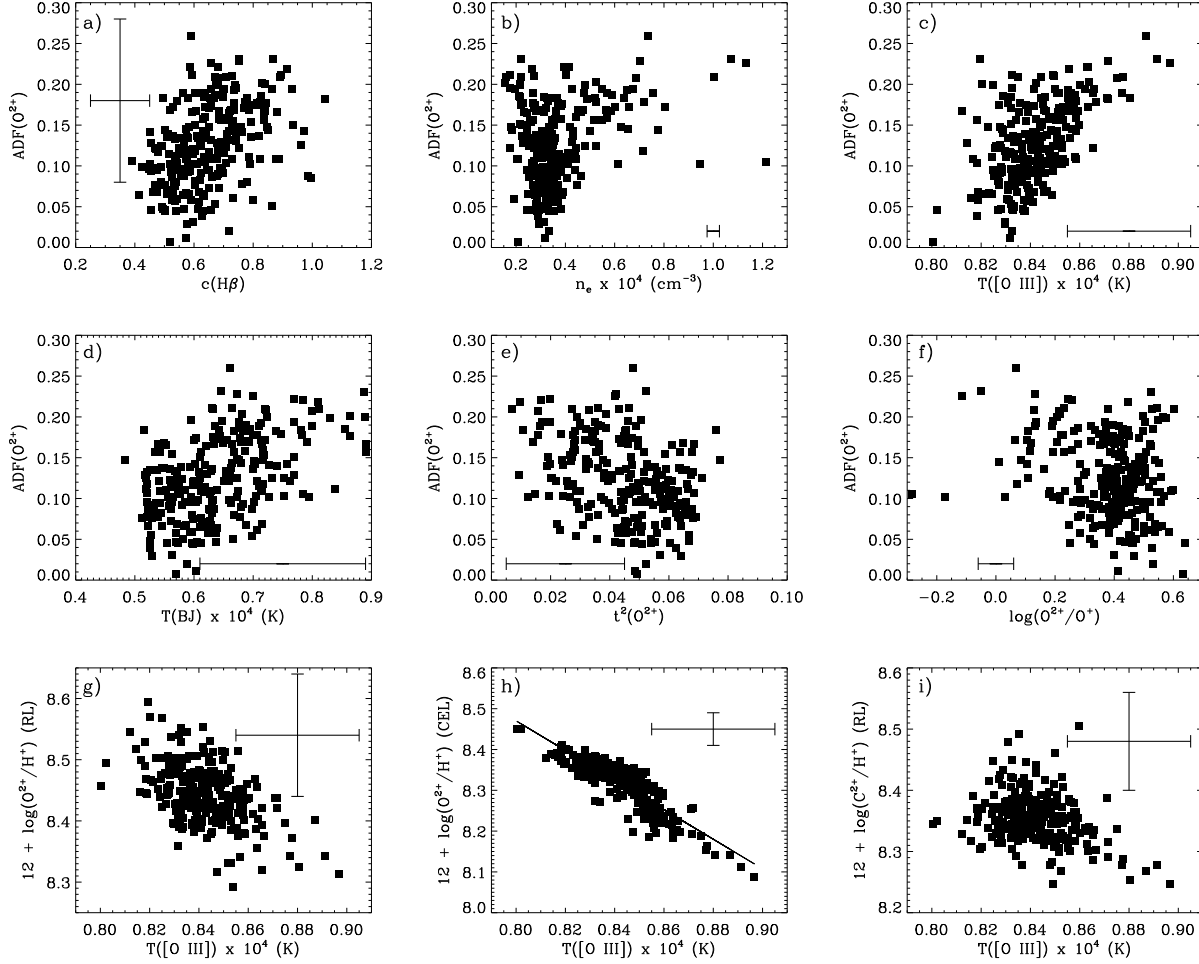 a)
0.30
0.25
0.20
0.15
0.10
0.05
0.00
ADF(O²⁺)
0.2 0.4 0.6 0.8 1.0 1.2
c(Hβ)
b)
0.30
0.25
0.20
0.15
0.10
0.05
0.00
ADF(O²⁺)
0.2 0.4 0.6 0.8 1.0 1.2
nₑ x 10⁴ (cm⁻³)
c)
0.30
0.25
0.20
0.15
0.10
0.05
0.00
ADF(O²⁺)
0.80 0.82 0.84 0.86 0.88 0.90
T([O III]) x 10⁴ (K)
d)
0.30
0.25
0.20
0.15
0.10
0.05
0.00
ADF(O²⁺)
0.4 0.5 0.6 0.7 0.8 0.9
T(BJ) x 10⁴ (K)
e)
0.30
0.25
0.20
0.15
0.10
0.05
0.00
ADF(O²⁺)
0.00 0.02 0.04 0.06 0.08 0.10
t²(O²⁺)
f)
0.30
0.25
0.20
0.15
0.10
0.05
0.00
ADF(O²⁺)
−0.2 0.0 0.2 0.4 0.6
log(O²⁺/O⁺)
g)
8.6
8.5
8.4
8.3
12 + log(O²⁺/H⁺) (RL)
0.80 0.82 0.84 0.86 0.88 0.90
T([O III]) x 10⁴ (K)
h)
8.6
8.5
8.4
8.3
8.2
8.1
8.0
12 + log(O²⁺/H⁺) (CEL)
0.80 0.82 0.84 0.86 0.88 0.90
T([O III]) x 10⁴ (K)
i)
8.6
8.5
8.4
8.3
8.2
12 + log(C²⁺/H⁺) (RL)
0.80 0.82 0.84 0.86 0.88 0.90
T([O III]) x 10⁴ (K)